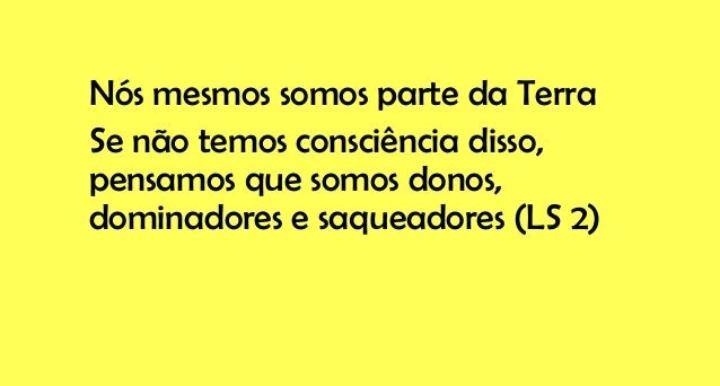 Nós mesmos somos parte da Terra
Se não temos consciência disso,
pensamos que somos donos,
dominadores e saqueadores (LS 2)